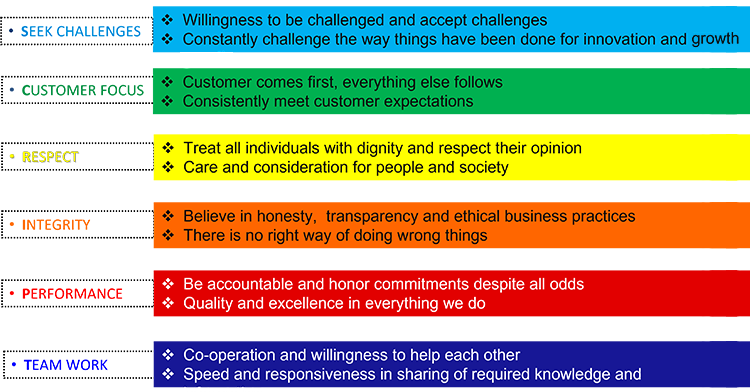 • SEEK CHALLENGES
❖ Willingness to be challenged and accept challenges
❖ Constantly challenge the way things have been done for innovation and growth
• CUSTOMER FOCUS
❖ Customer comes first, everything else follows
❖ Consistently meet customer expectations
• RESPECT
❖ Treat all individuals with dignity and respect their opinion
❖ Care and consideration for people and society
• INTEGRITY
❖ Believe in honesty, transparency and ethical business practices
❖ There is no right way of doing wrong things
• PERFORMANCE
❖ Be accountable and honor commitments despite all odds
❖ Quality and excellence in everything we do
• TEAM WORK
❖ Co-operation and willingness to help each other
❖ Speed and responsiveness in sharing of required knowledge and